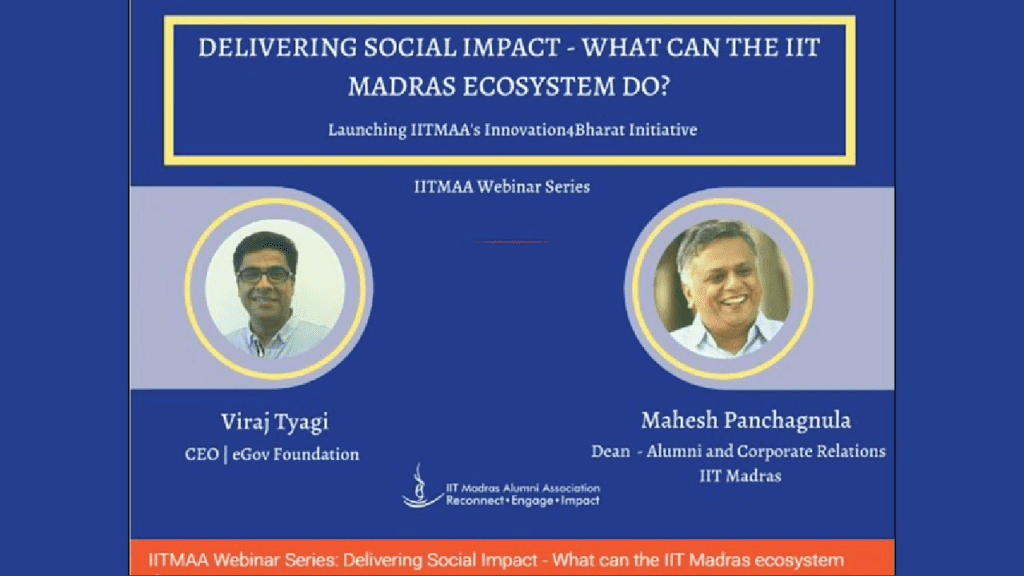 DELIVERING SOCIAL IMPACT - WHAT CAN THE IIT
MADRAS ECOSYSTEM DO?
Launching IITMAA's Innovation4Bharat Initiative
IITMAA Webinar Series
Viraj Tyagi
CEO | eGov Foundation
Mahesh Panchagnula
Dean - Alumni and Corporate Relations
IIT Madras
IIT Madras Alumni Association
Reconnect•Engage•Impact
IITMAA Webinar Series: Delivering Social Impact - What can the IIT Madras ecosystem